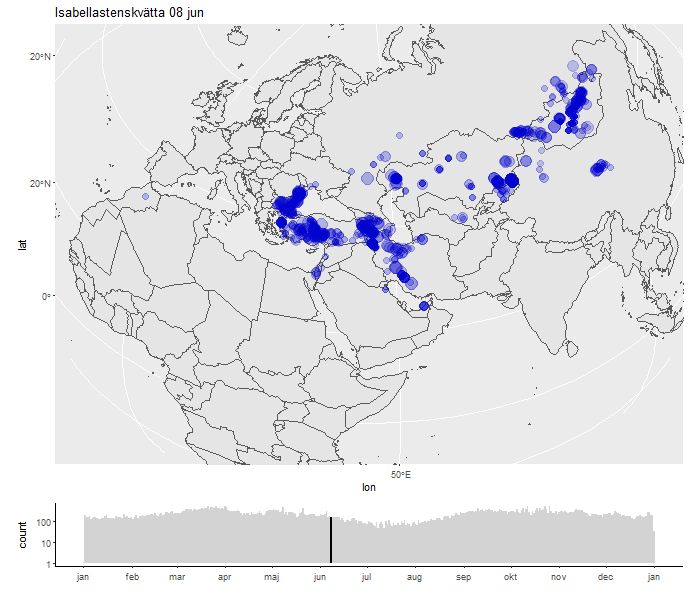 Isabellastenskvätta 08 jun
20°N
20°N
0°
lat
50°E
lon
count
100
10
1
jan feb mar apr maj jun jul aug sep okt nov dec jan